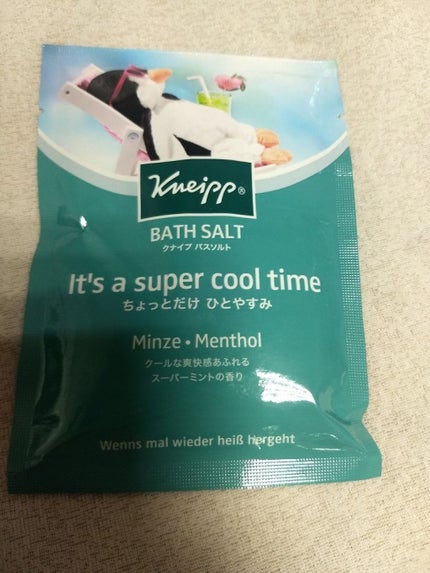 Kneipp®
BATH SALT
クナイプ バスソルト
It's a super cool time
ちょっとだけ ひとやすみ
Minze • Menthol
クールな爽快感あふれる
スーパーミントの香り
Wenns mal wieder heiß hergeht